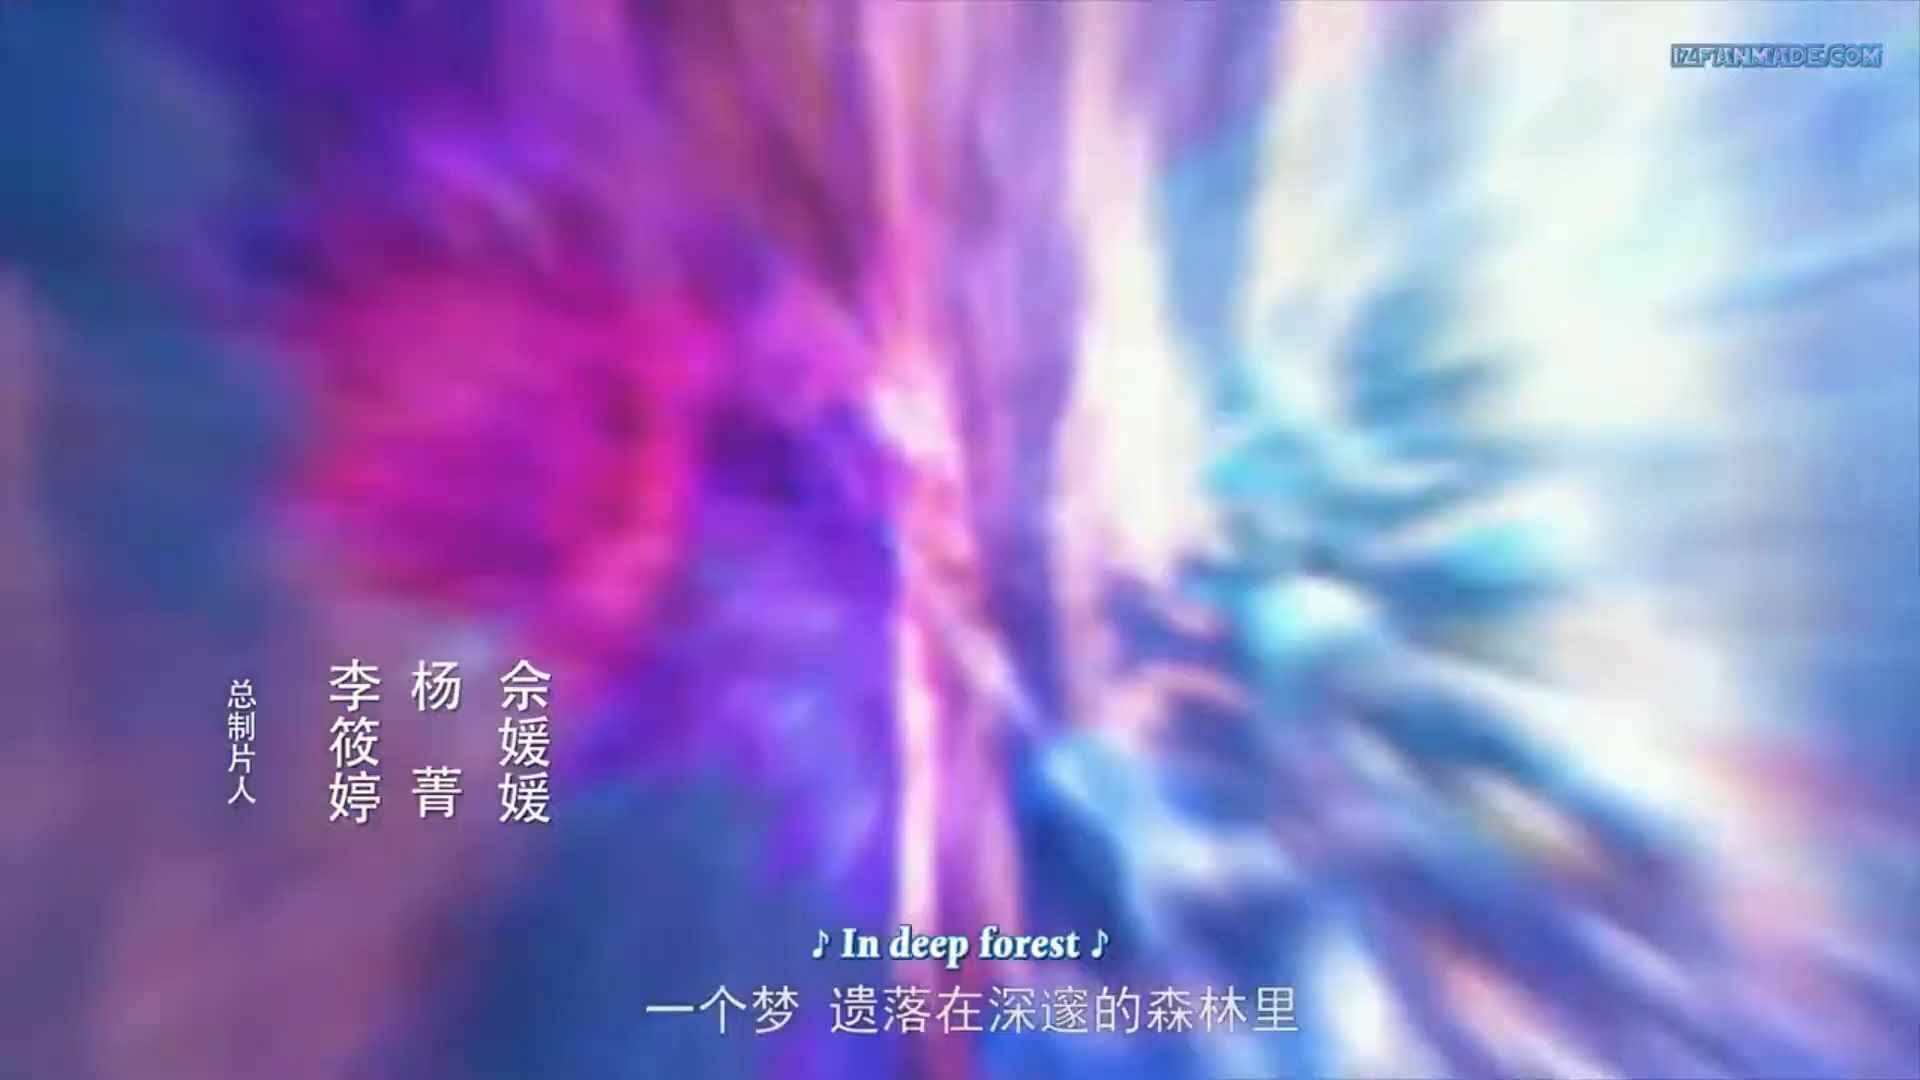 IZFANMADE.COM
总制片人
李筱婷
杨菁
佘媛媛
♪ In deep forest ♪
一个梦 遗落在深邃的森林里